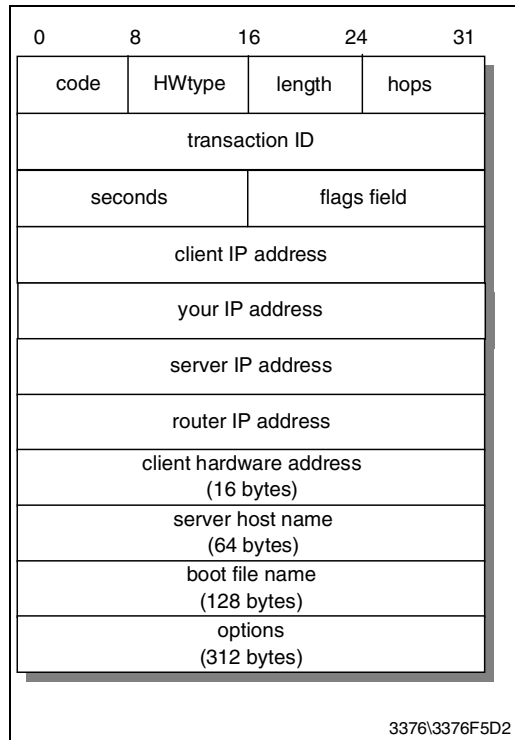 0 8 16 24 31
code HWtype length hops
transaction ID
seconds flags field
client IP address
your IP address
server IP address
router IP address
client hardware address
(16 bytes)
server host name
(64 bytes)
boot file name
(128 bytes)
options
(312 bytes)
3376\3376F5D2